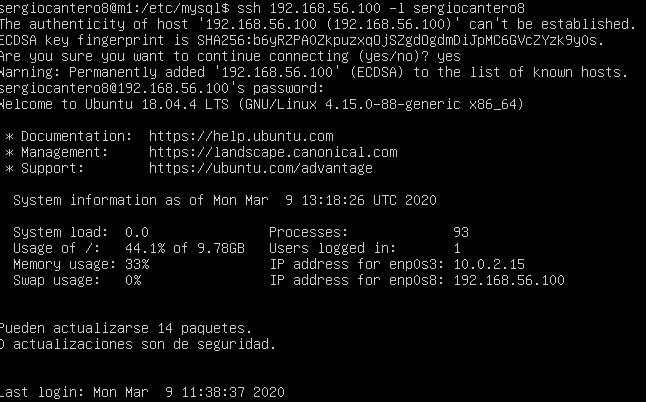 sergiocantero8@m1:/etc/mysql$ ssh 192.168.56.100 -l sergiocantero8
The authenticity of host '192.168.56.100 (192.168.56.100)' can't be established.
ECDSA key fingerprint is SHA256:b6yRZPA0ZkpuzxqOjSZgdOgdmDiJpMC6GVcZYzk9y0s.
Are you sure you want to continue connecting (yes/no)? yes
Warning: Permanently added '192.168.56.100' (ECDSA) to the list of known hosts.
sergiocantero8@192.168.56.100's password:
Welcome to Ubuntu 18.04.4 LTS (GNU/Linux 4.15.0-88-generic x86_64)
* Documentation:  https://help.ubuntu.com
* Management:     https://landscape.canonical.com
* Support:        https://ubuntu.com/advantage
System information as of Mon Mar  9 13:18:26 UTC 2020
System load:  0.0               Processes:             93
Usage of /:   44.1% of 9.78GB   Users logged in:       1
Memory usage: 33%               IP address for enp0s3: 10.0.2.15
Swap usage:   0%                IP address for enp0s8: 192.168.56.100
Pueden actualizarse 14 paquetes.
0 actualizaciones son de seguridad.
Last login: Mon Mar  9 11:38:37 2020